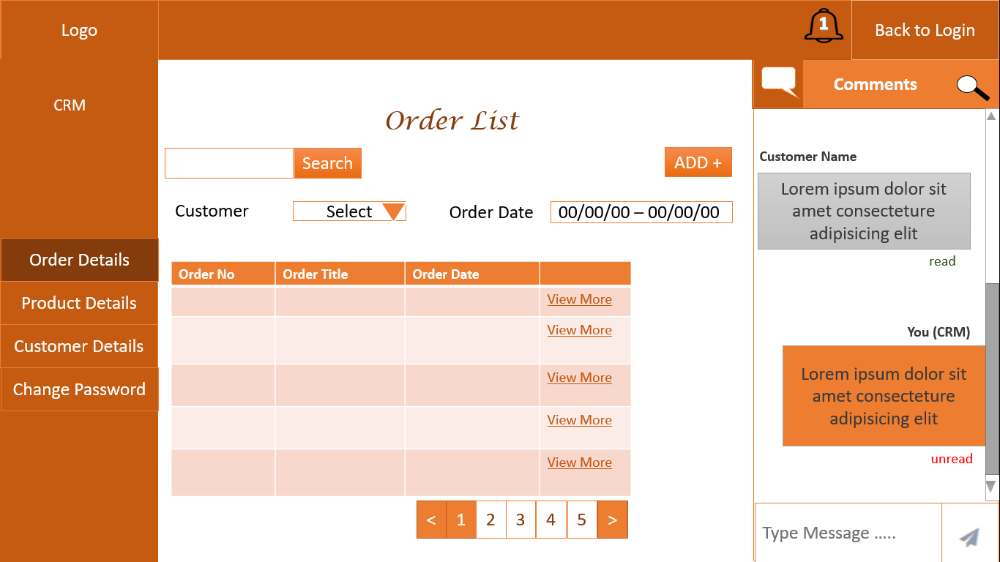 Logo
1
Back to Login
CRM
Comments
Order List
Search
ADD +
Customer
Select
Order Date
00/00/00 – 00/00/00
Order Details
Product Details
Customer Details
Change Password
Order No
Order Title
Order Date
View More
View More
View More
View More
View More
< 1 2 3 4 5 >
Customer Name
Lorem ipsum dolor sit
amet consecteture
adipisicing elit
read
You (CRM)
Lorem ipsum dolor sit
amet consecteture
adipisicing elit
unread
Type Message .....